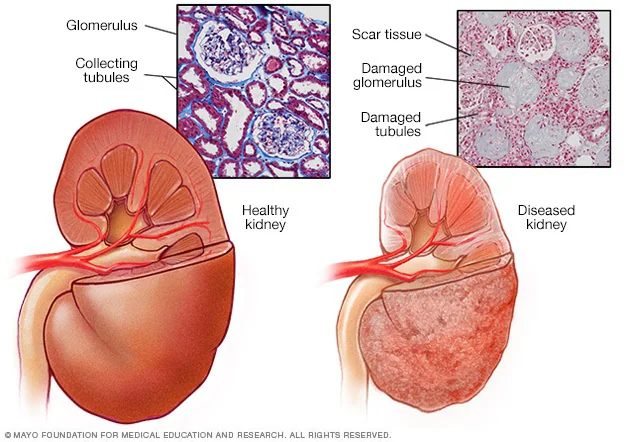 Glomerulus
Collecting
tubules
Healthy
kidney
Scar tissue
Damaged
glomerulus
Damaged
tubules
Diseased
kidney
© MAYO FOUNDATION FOR MEDICAL EDUCATION AND RESEARCH. ALL RIGHTS RESERVED.